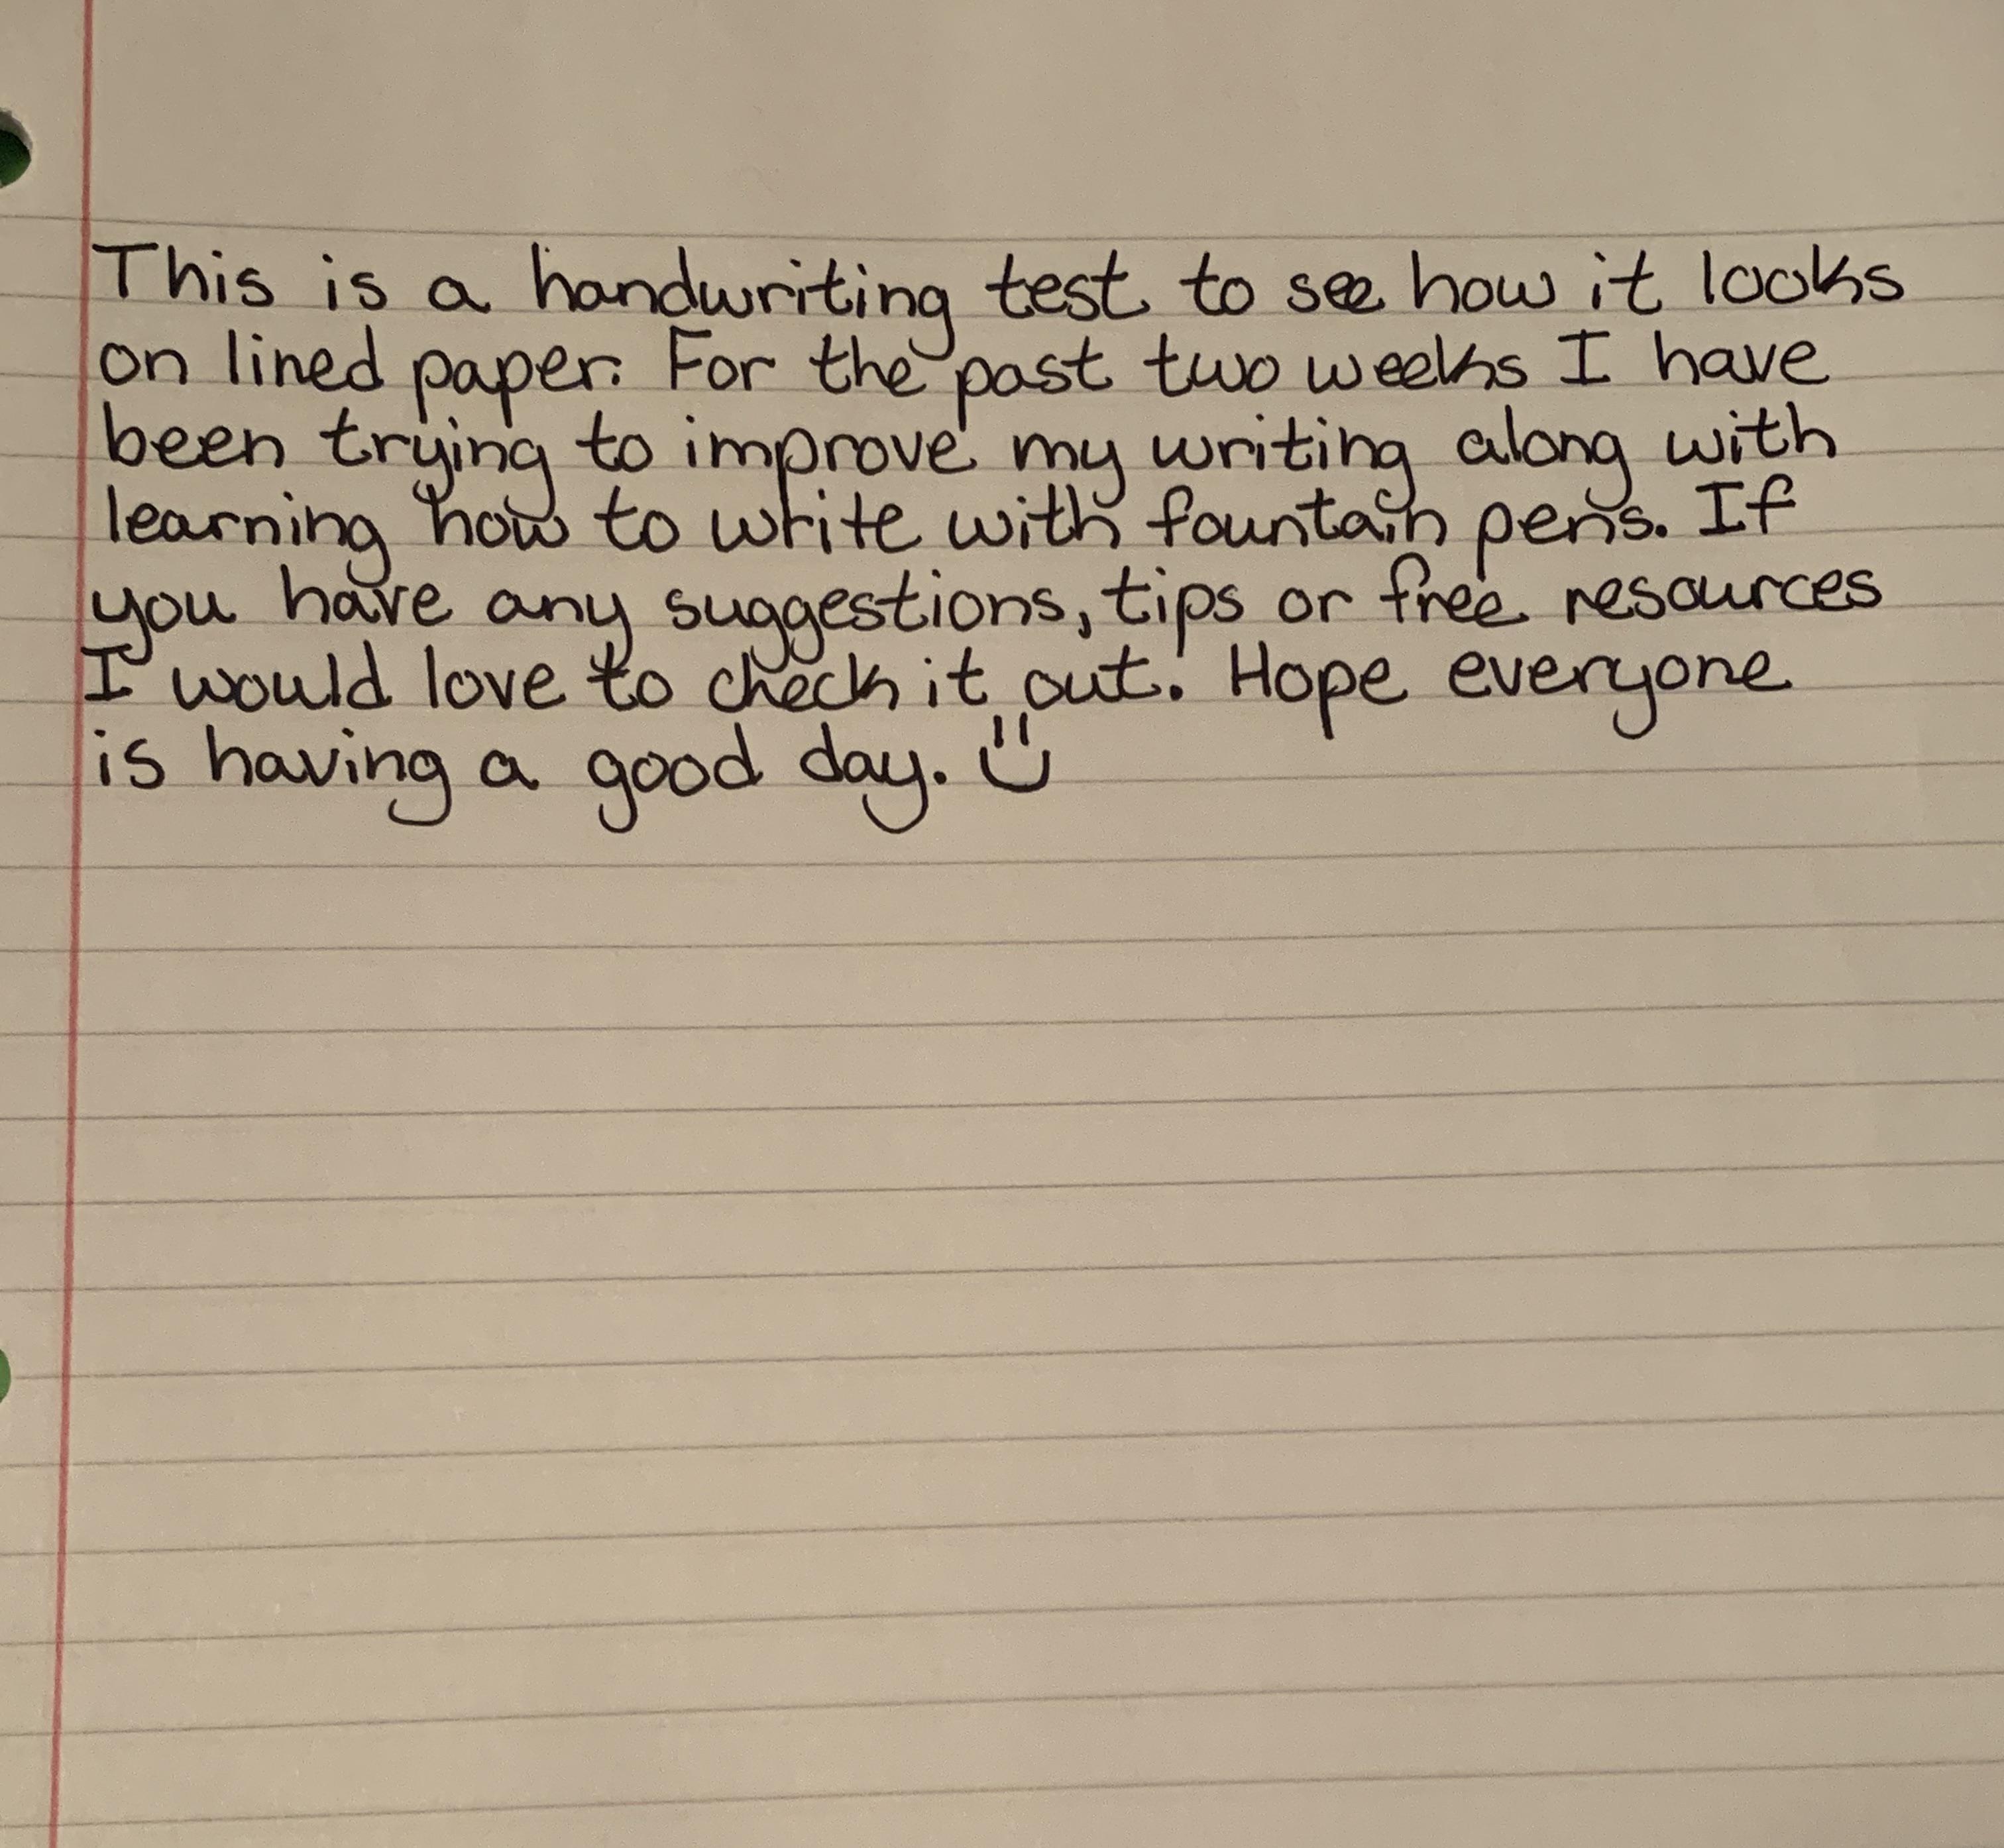 This is a handwriting test to see how it looks
on lined paper. For the past two weeks I have
been trying to improve my writing along with
learning how to write with fountain pens. If
you have any suggestions, tips or free resources
I would love to check it out. Hope everyone
is having a good day.